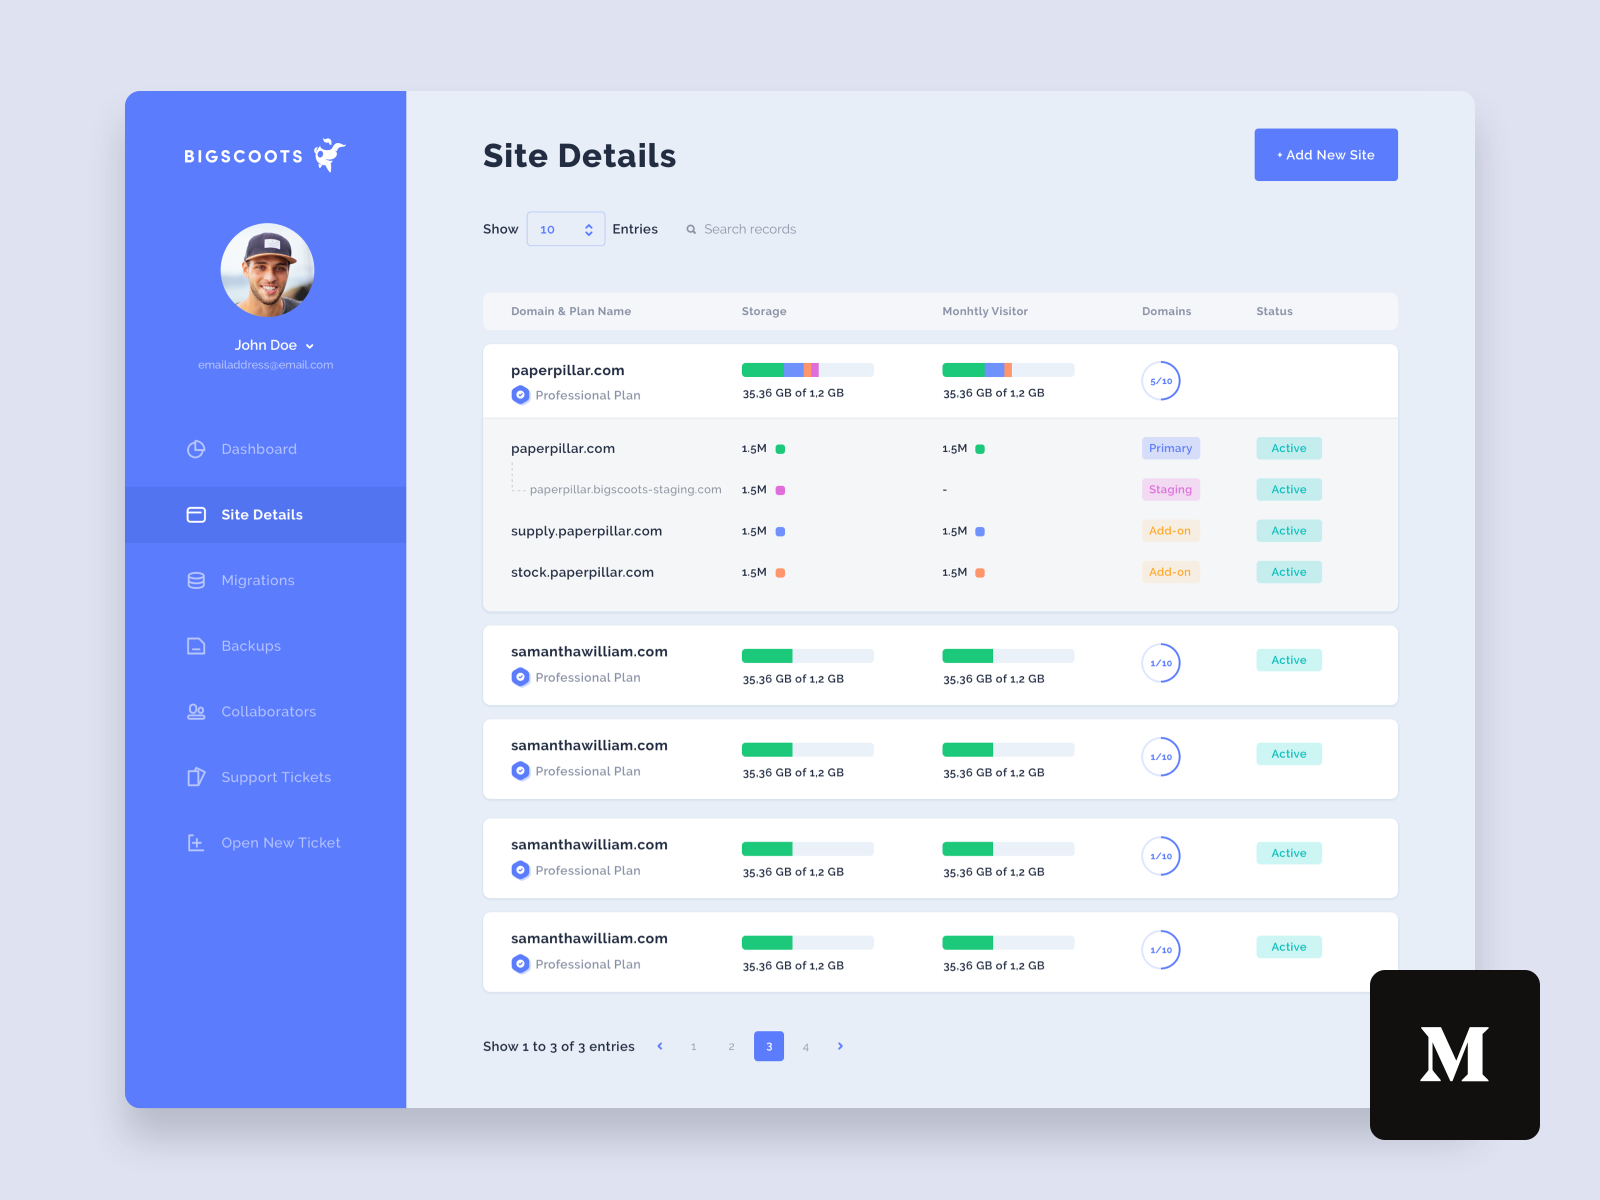 BIGSCOOTS
John Doe
emailaddress@email.com
Dashboard
Site Details
Migrations
Backups
Collaborators
Support Tickets
Open New Ticket
Site Details
+ Add New Site
Show 10 Entries Search records
Domain & Plan Name Storage Monhtly Visitor Domains Status
paperpillar.com
Professional Plan
35,36 GB of 1,2 GB 35,36 GB of 1,2 GB 5/10
paperpillar.com 1.5M 1.5M Primary Active
paperpillar.bigscoots-staging.com 1.5M - Staging Active
supply.paperpillar.com 1.5M 1.5M Add-on Active
stock.paperpillar.com 1.5M 1.5M Add-on Active
samanthawilliam.com
Professional Plan
35,36 GB of 1,2 GB 35,36 GB of 1,2 GB 1/10 Active
samanthawilliam.com
Professional Plan
35,36 GB of 1,2 GB 35,36 GB of 1,2 GB 1/10 Active
samanthawilliam.com
Professional Plan
35,36 GB of 1,2 GB 35,36 GB of 1,2 GB 1/10 Active
samanthawilliam.com
Professional Plan
35,36 GB of 1,2 GB 35,36 GB of 1,2 GB 1/10 Active
Show 1 to 3 of 3 entries 1 2 3 4
M